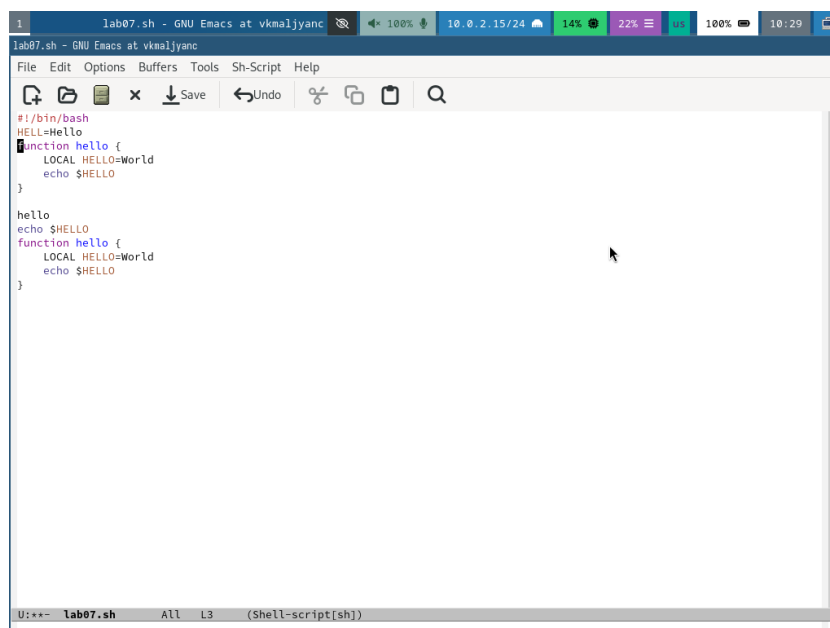 1 lab07.sh - GNU Emacs at vkmaljyanc 100% 10.0.2.15/24 14% 22% us 100% 10:29
lab07.sh - GNU Emacs at vkmaljyanc
File Edit Options Buffers Tools Sh-Script Help
Save Undo
#!/bin/bash
HELL=Hello
function hello {
    LOCAL HELLO=World
    echo $HELLO
}
hello
echo $HELLO
function hello {
    LOCAL HELLO=World
    echo $HELLO
}
U:**- lab07.sh All L3 (Shell-script[sh])